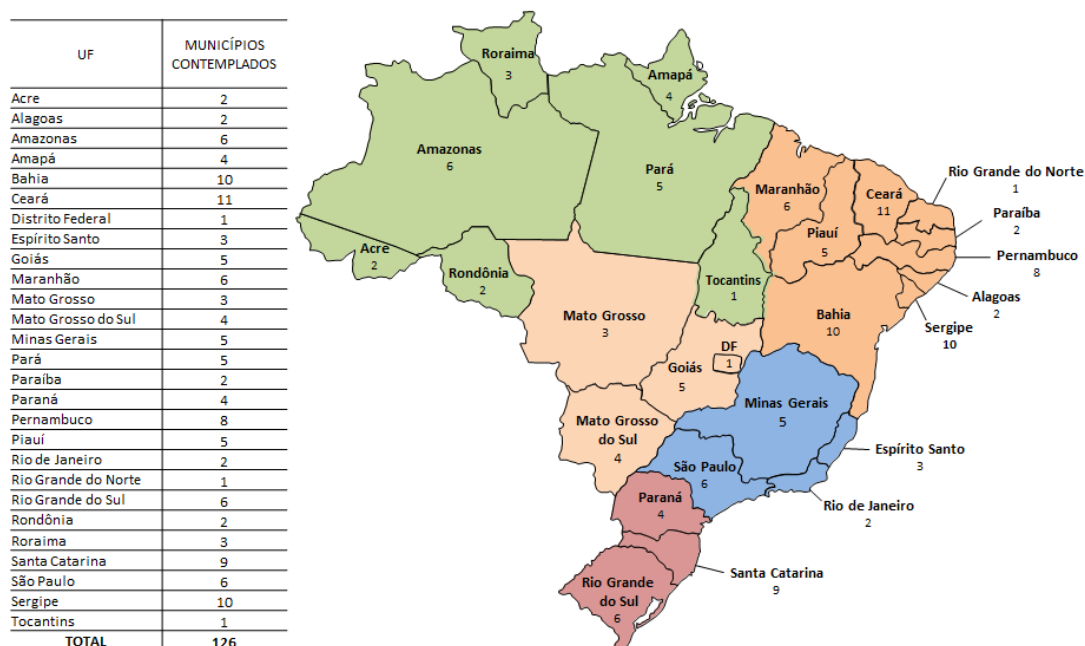 UF MUNICÍPIOS CONTEMPLADOS
Acre 2
Alagoas 2
Amazonas 6
Amapá 4
Bahia 10
Ceará 11
Distrito Federal 1
Espírito Santo 3
Goiás 5
Maranhão 6
Mato Grosso 3
Mato Grosso do Sul 4
Minas Gerais 5
Pará 5
Paraíba 2
Paraná 4
Pernambuco 8
Piauí 5
Rio de Janeiro 2
Rio Grande do Norte 1
Rio Grande do Sul 6
Rondônia 2
Roraima 3
Santa Catarina 9
São Paulo 6
Sergipe 10
Tocantins 1
TOTAL 126
Roraima
3
Amapá
4
Amazonas
6
Pará
5
Maranhão
6
Ceará
11
Rio Grande do Norte
1
Paraíba
2
Piauí
5
Pernambuco
8
Acre
2
Rondônia
2
Tocantins
1
Alagoas
2
Mato Grosso
3
Bahia
10
Sergipe
10
DF
1
Goiás
5
Minas Gerais
5
Mato Grosso
do Sul
4
Espírito Santo
3
São Paulo
6
Rio de Janeiro
2
Paraná
4
Santa Catarina
9
Rio Grande
do Sul
6